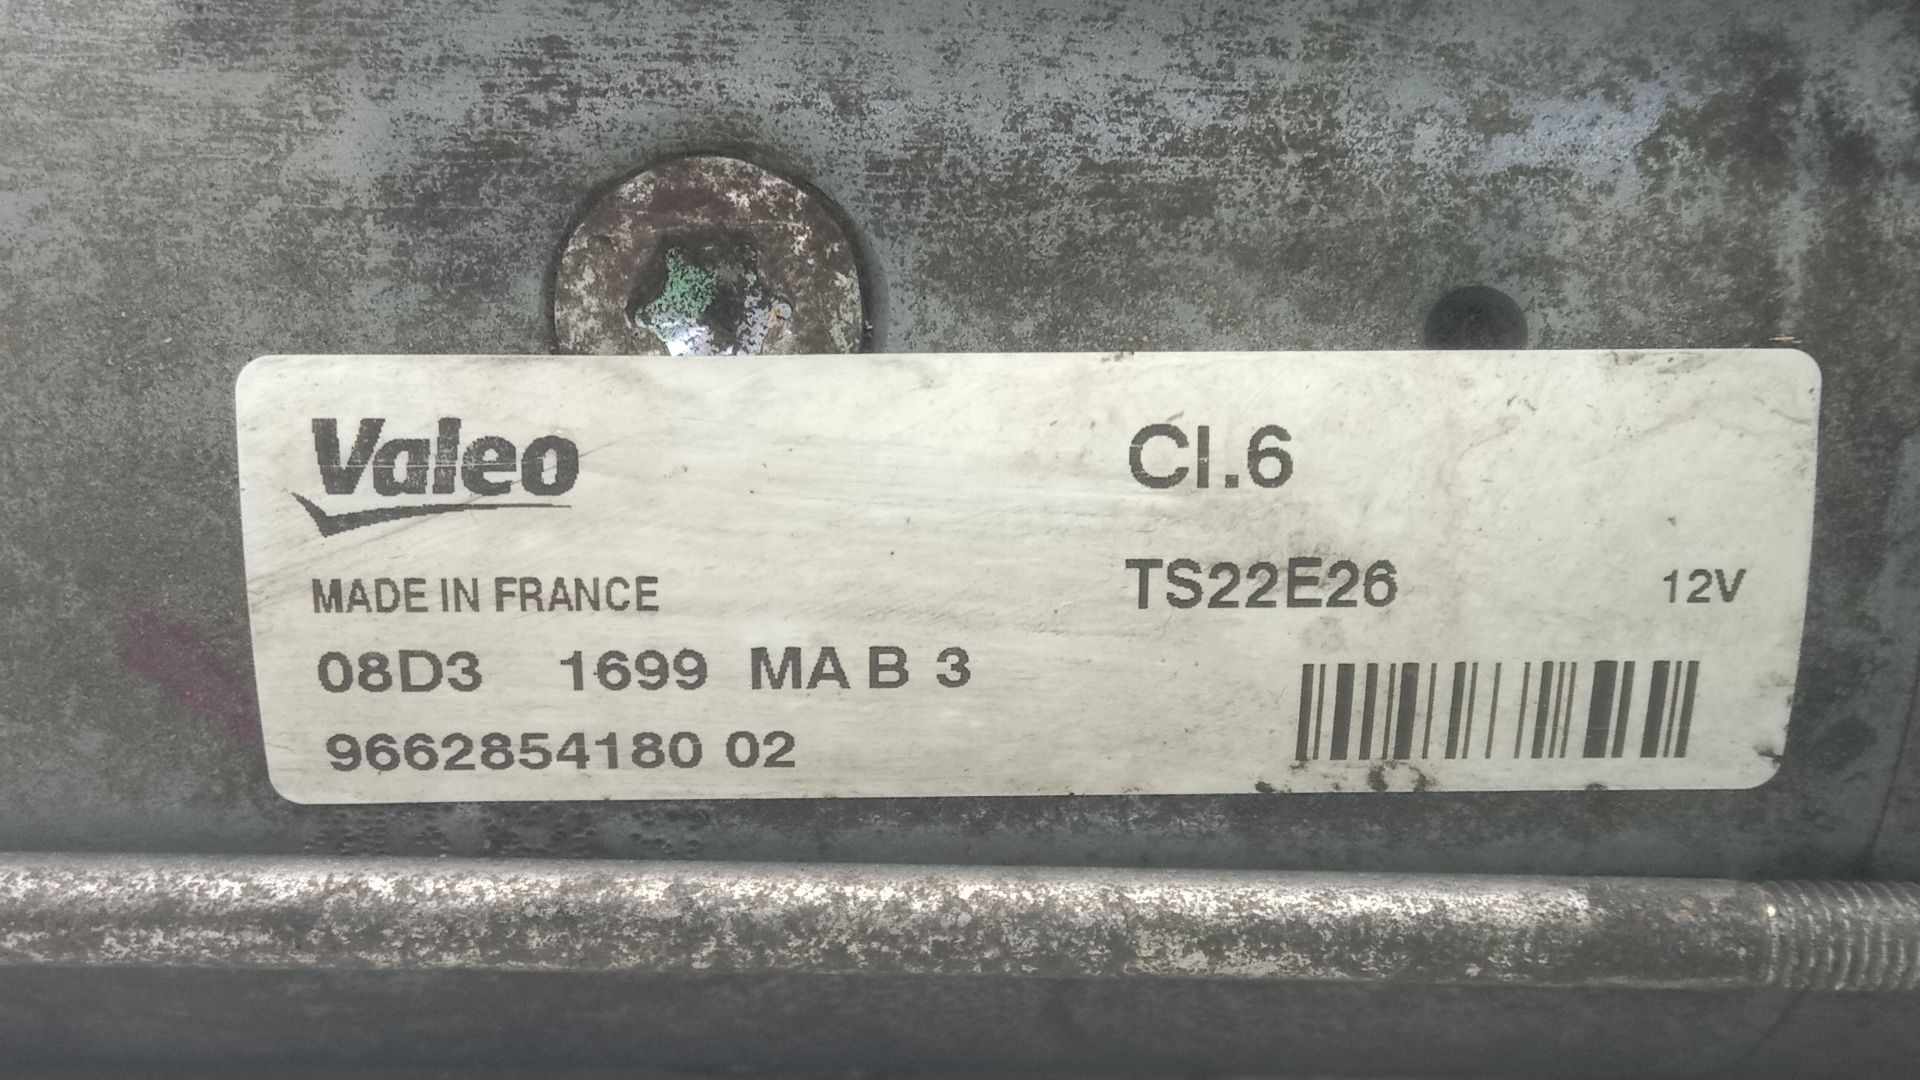 Valeo
Cl.6
MADE IN FRANCE
TS22E26 12V
08D3 1699 MA B 3
9662854180 02